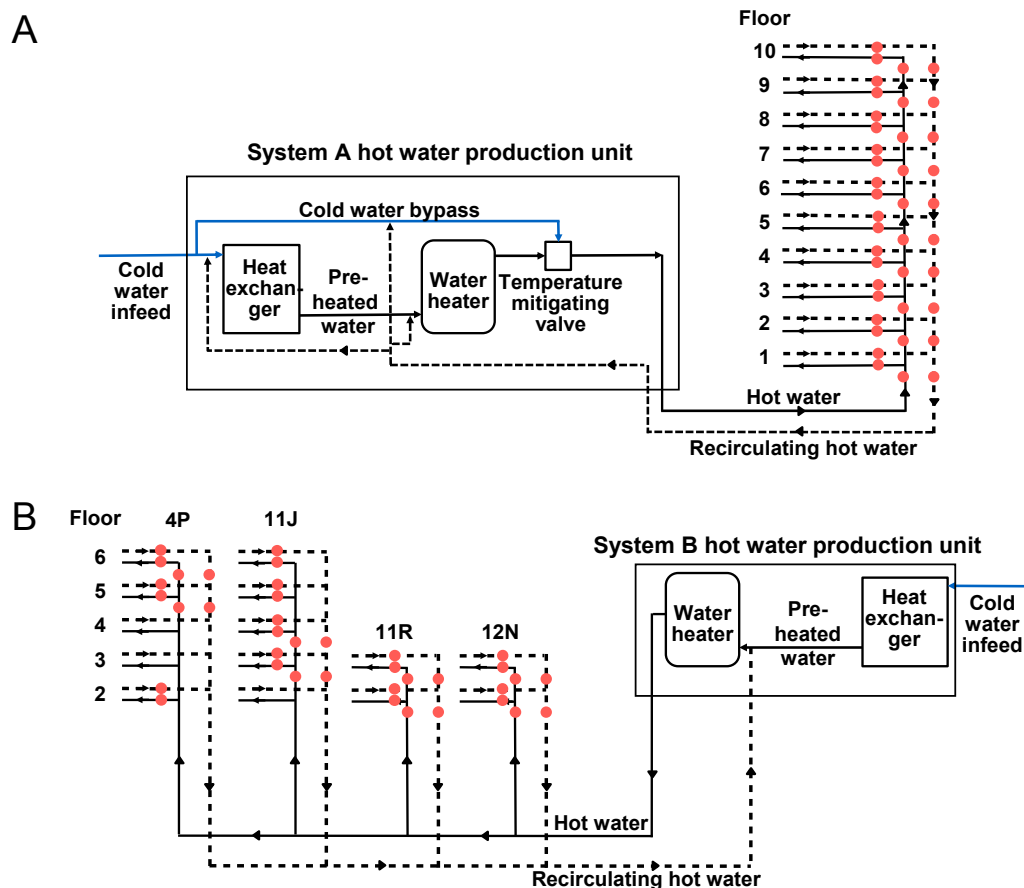 A
Floor
10
9
8
7
6
5
4
3
2
1
System A hot water production unit
Cold water bypass
Cold
water
infeed
Heat
exchan-
ger
Pre-
heated
water
Water
heater
Temperature
mitigating
valve
Hot water
Recirculating hot water
B
Floor
4P
11J
6
5
4
3
2
11R
12N
System B hot water production unit
Water
heater
Pre-
heated
water
Heat
exchan-
ger
Cold
water
infeed
Hot water
Recirculating hot water